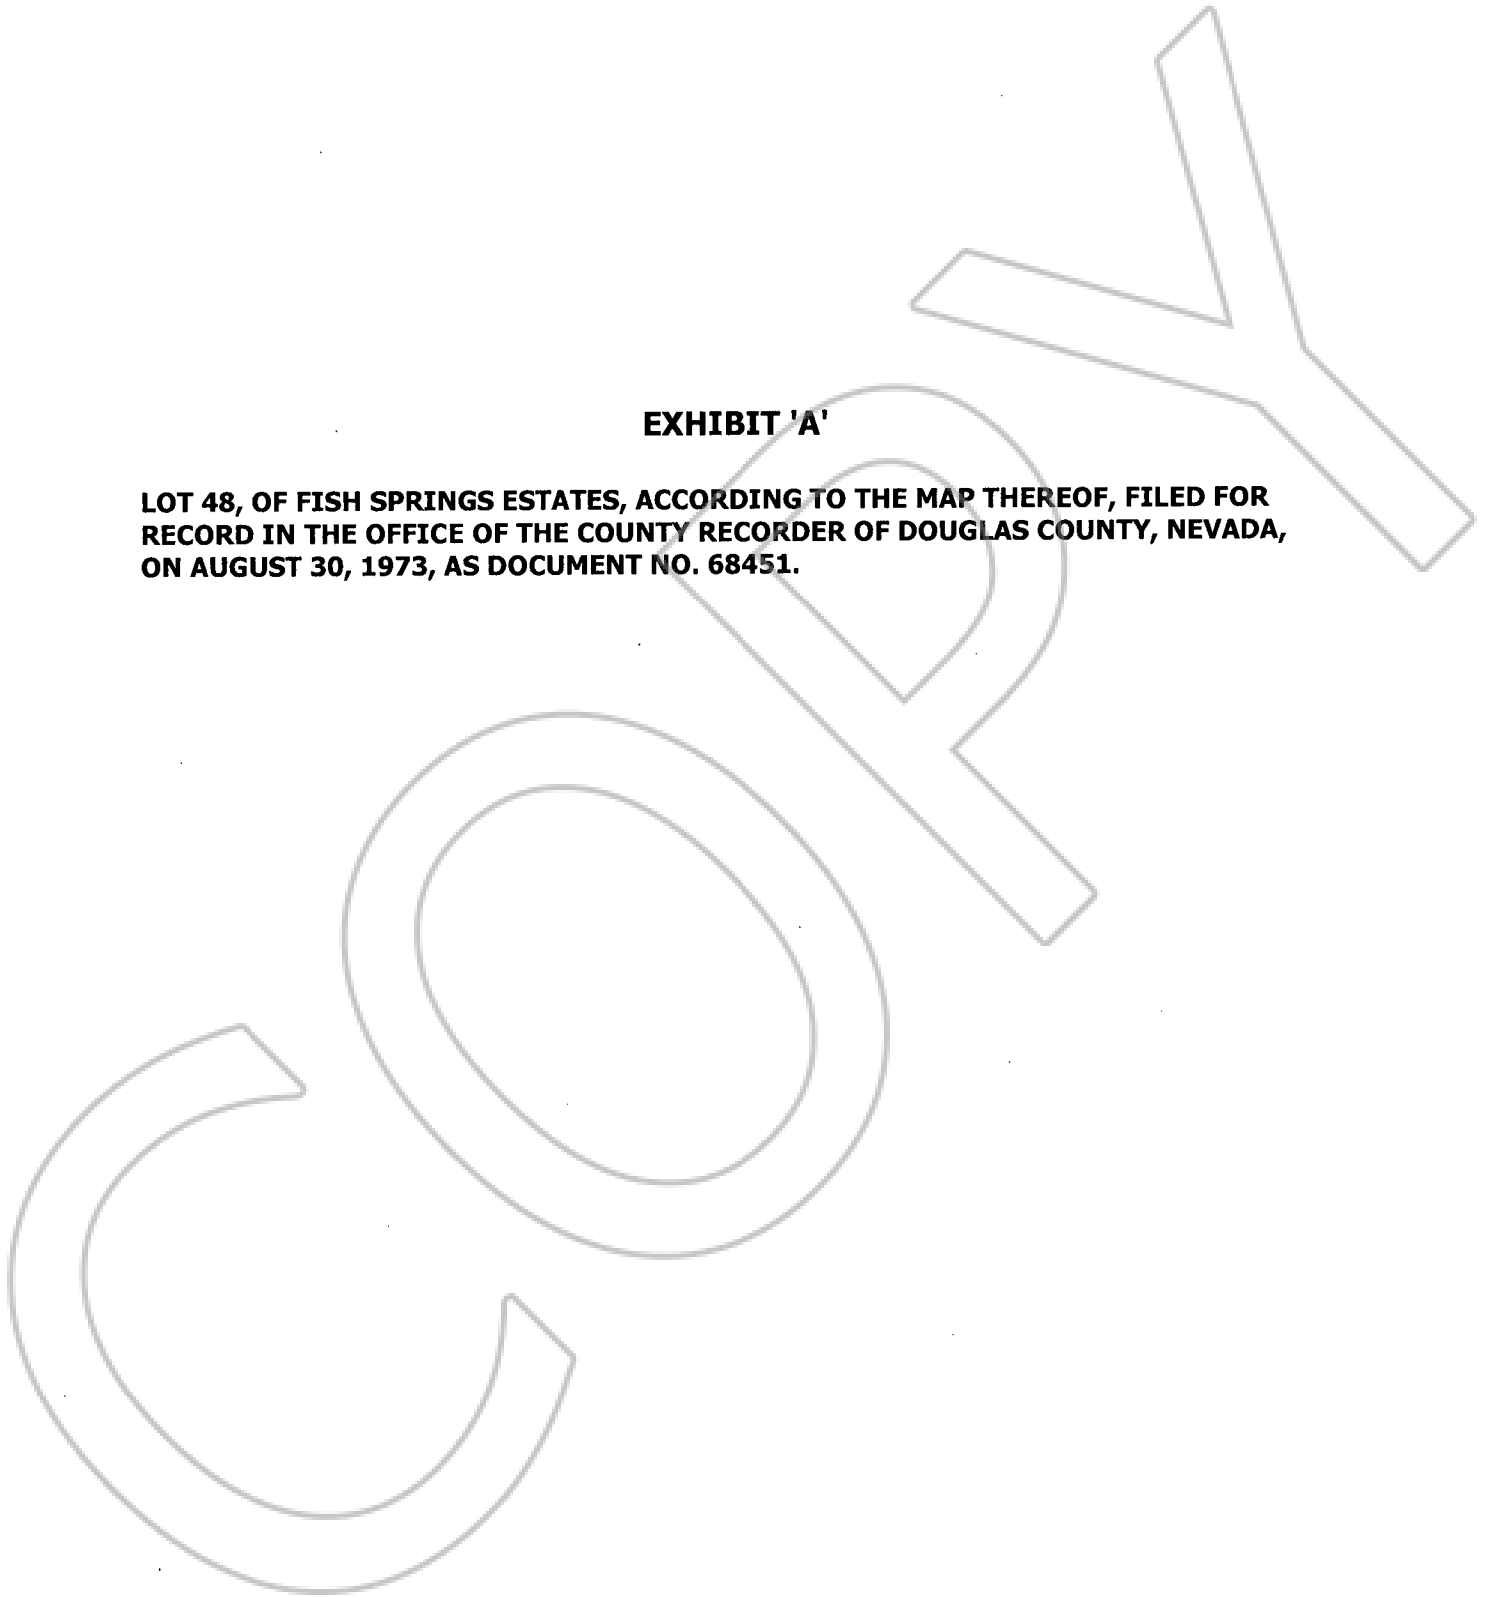 EXHIBIT 'A'
LOT 48, OF FISH SPRINGS ESTATES, ACCORDING TO THE MAP THEREOF, FILED FOR
RECORD IN THE OFFICE OF THE COUNTY RECORDER OF DOUGLAS COUNTY, NEVADA,
ON AUGUST 30, 1973, AS DOCUMENT NO. 68451.
COPY